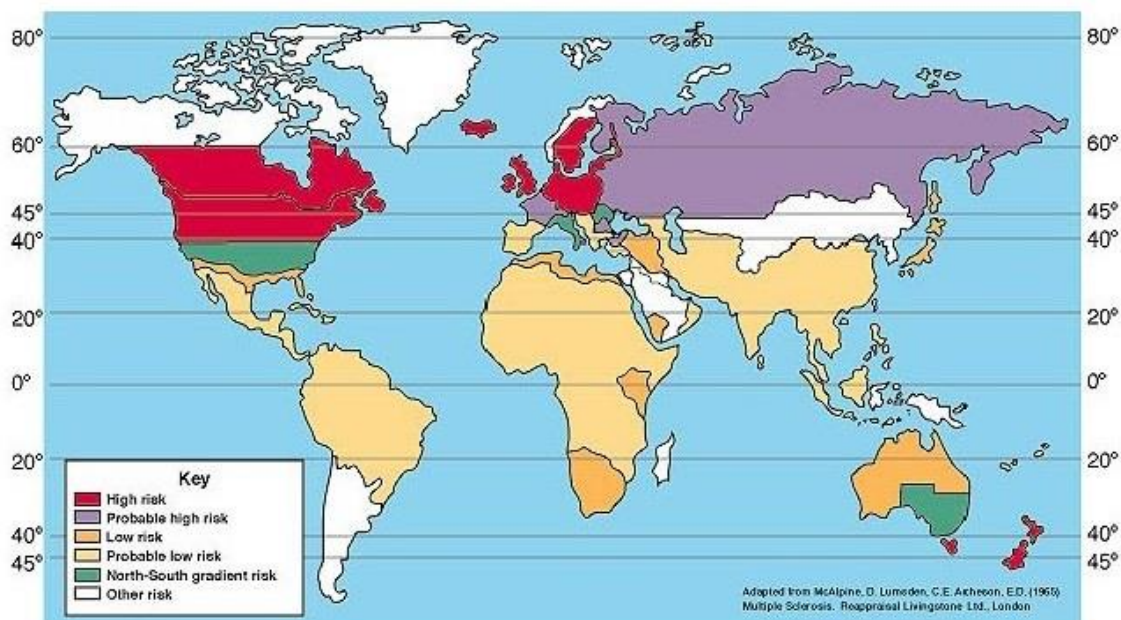 80°
80°
60°
60°
45°
45°
40°
40°
20°
20°
0°
0°
20°
20°
40°
40°
45°
45°
Key
High risk
Probable high risk
Low risk
Probable low risk
North-South gradient risk
Other risk
Adapted from McAlpine, D. Lumsden, C.E. Acheson, E.D. (1965)
Multiple Sclerosis. Reappraisal Livingstone Ltd., London